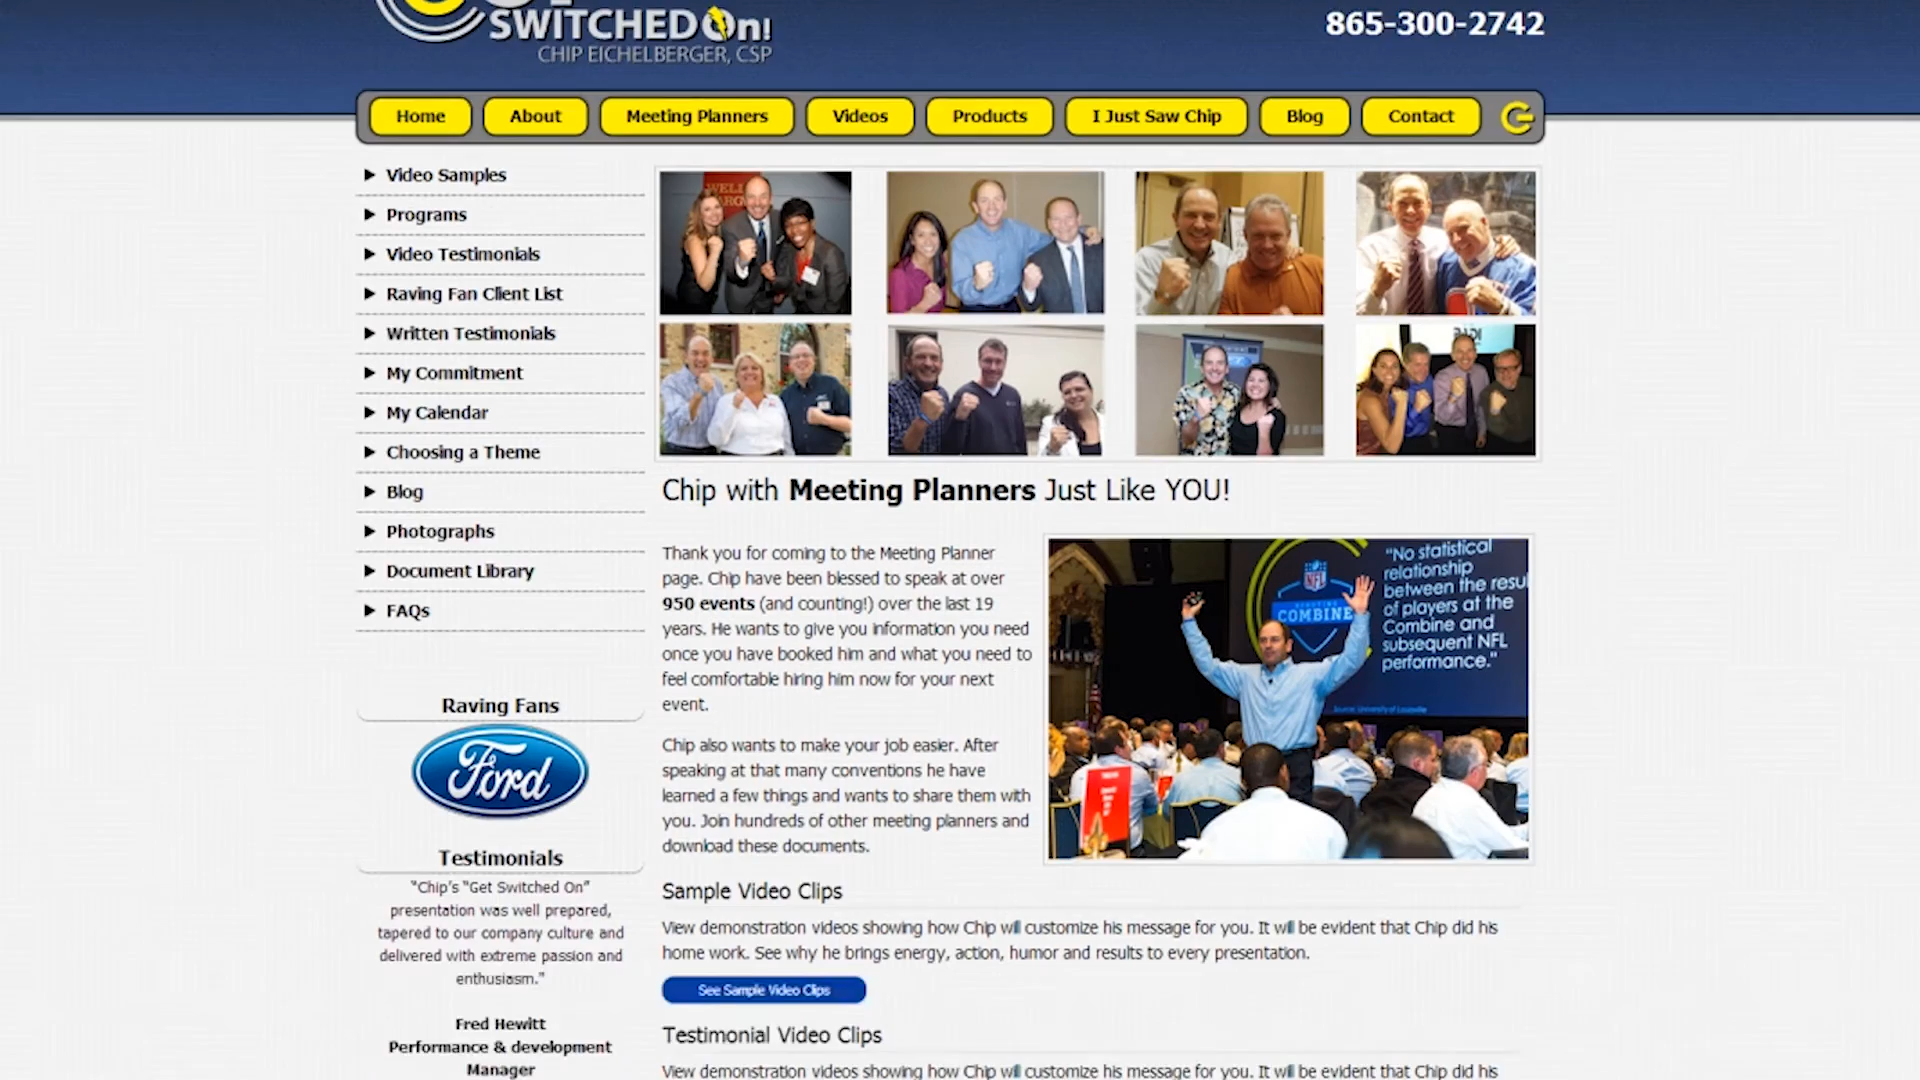 SWITCHEDOn!
CHIP EICHELBERGER, CSP
865-300-2742
Home
About
Meeting Planners
Videos
Products
I Just Saw Chip
Blog
Contact
Video Samples
Programs
Video Testimonials
Raving Fan Client List
Written Testimonials
My Commitment
My Calendar
Choosing a Theme
Blog
Photographs
Document Library
FAQs
Raving Fans
Ford
Testimonials
"Chip's "Get Switched On"
presentation was well prepared,
tapered to our company culture and
delivered with extreme passion and
enthusiasm."
Fred Hewitt
Performance & development
Manager
Chip with Meeting Planners Just Like YOU!
Thank you for coming to the Meeting Planner
page. Chip have been blessed to speak at over
950 events (and counting!) over the last 19
years. He wants to give you information you need
once you have booked him and what you need to
feel comfortable hiring him now for your next
event.
Chip also wants to make your job easier. After
speaking at that many conventions he have
learned a few things and wants to share them with
you. Join hundreds of other meeting planners and
download these documents.
NFL
COMBINE
"No statistical
relationship
between the resul
of players at the
Combine and
subsequent NFL
performance."
Source: University of Louisville
Sample Video Clips
View demonstration videos showing how Chip will customize his message for you. It will be evident that Chip did his
home work. See why he brings energy, action, humor and results to every presentation.
See Sample Video Clips
Testimonial Video Clips
View demonstration videos showing how Chip will customize his message for you. It will be evident that Chip did his